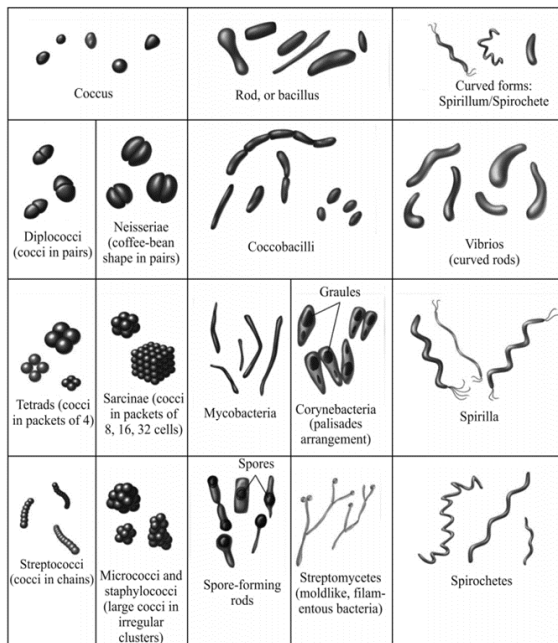 Coccus
Rod, or bacillus
Curved forms:
Spirillum/Spirochete
Diplococci
(cocci in pairs)
Neisseriae
(coffee-bean
shape in pairs)
Coccobacilli
Vibrios
(curved rods)
Tetrads (cocci
in packets of 4)
Sarcinae (cocci
in packets of
8, 16, 32 cells)
Mycobacteria
Graules
Corynebacteria
(palisades
arrangement)
Spirilla
Streptococci
(cocci in chains)
Micrococci and
staphylococci
(large cocci in
irregular
clusters)
Spores
Spore-forming
rods
Streptomycetes
(moldlike, filam-
entous bacteria)
Spirochetes